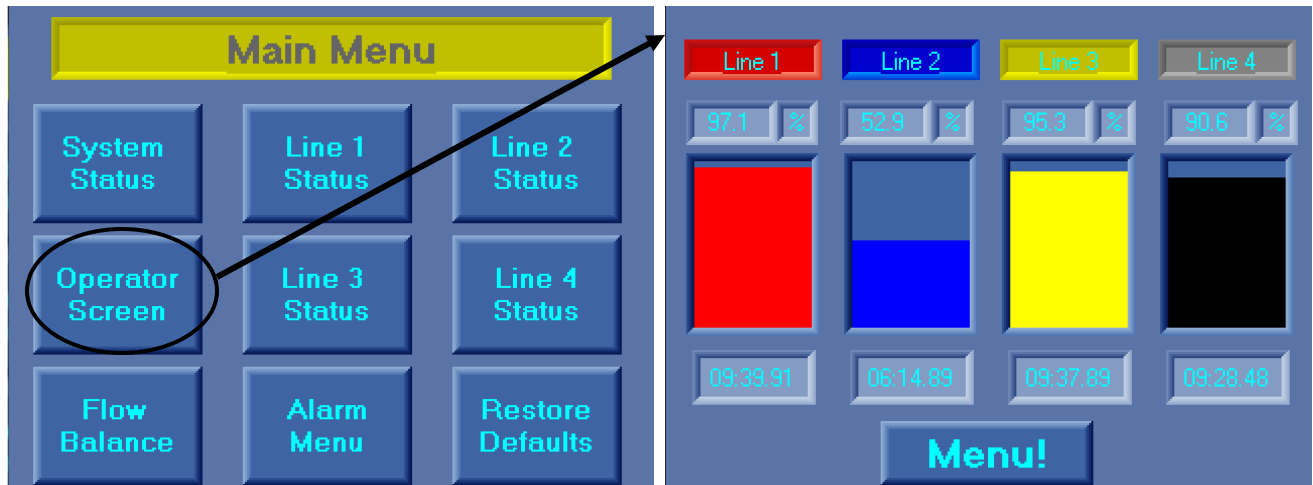 Main Menu
System
Status
Line 1
Status
Line 2
Status
Operator
Screen
Line 3
Status
Line 4
Status
Flow
Balance
Alarm
Menu
Restore
Defaults
Line 1
Line 2
Line 3
Line 4
97.1 %
52.9 %
95.3 %
90.6 %
09:39.91
06:14.89
09:37.89
09:28.48
Menu!